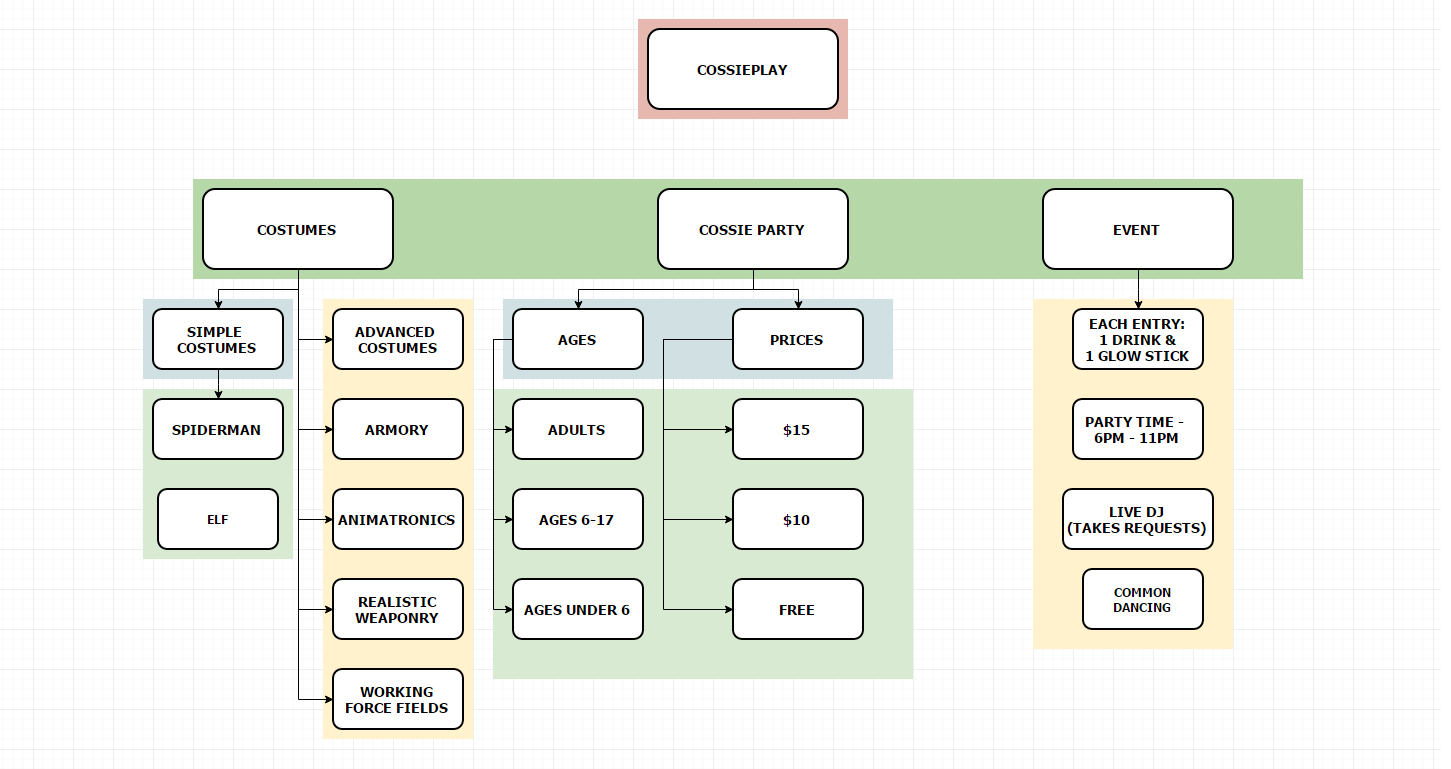 COSSIEPLAY
COSTUMES
COSSIE PARTY
EVENT
SIMPLE
COSTUMES
SPIDERMAN
ELF
ADVANCED
COSTUMES
ARMORY
ANIMATRONICS
REALISTIC
WEAPONRY
WORKING
FORCE FIELDS
AGES
ADULTS
AGES 6-17
AGES UNDER 6
PRICES
$15
$10
FREE
EACH ENTRY:
1 DRINK &
1 GLOW STICK
PARTY TIME -
6PM - 11PM
LIVE DJ
(TAKES REQUESTS)
COMMON
DANCING